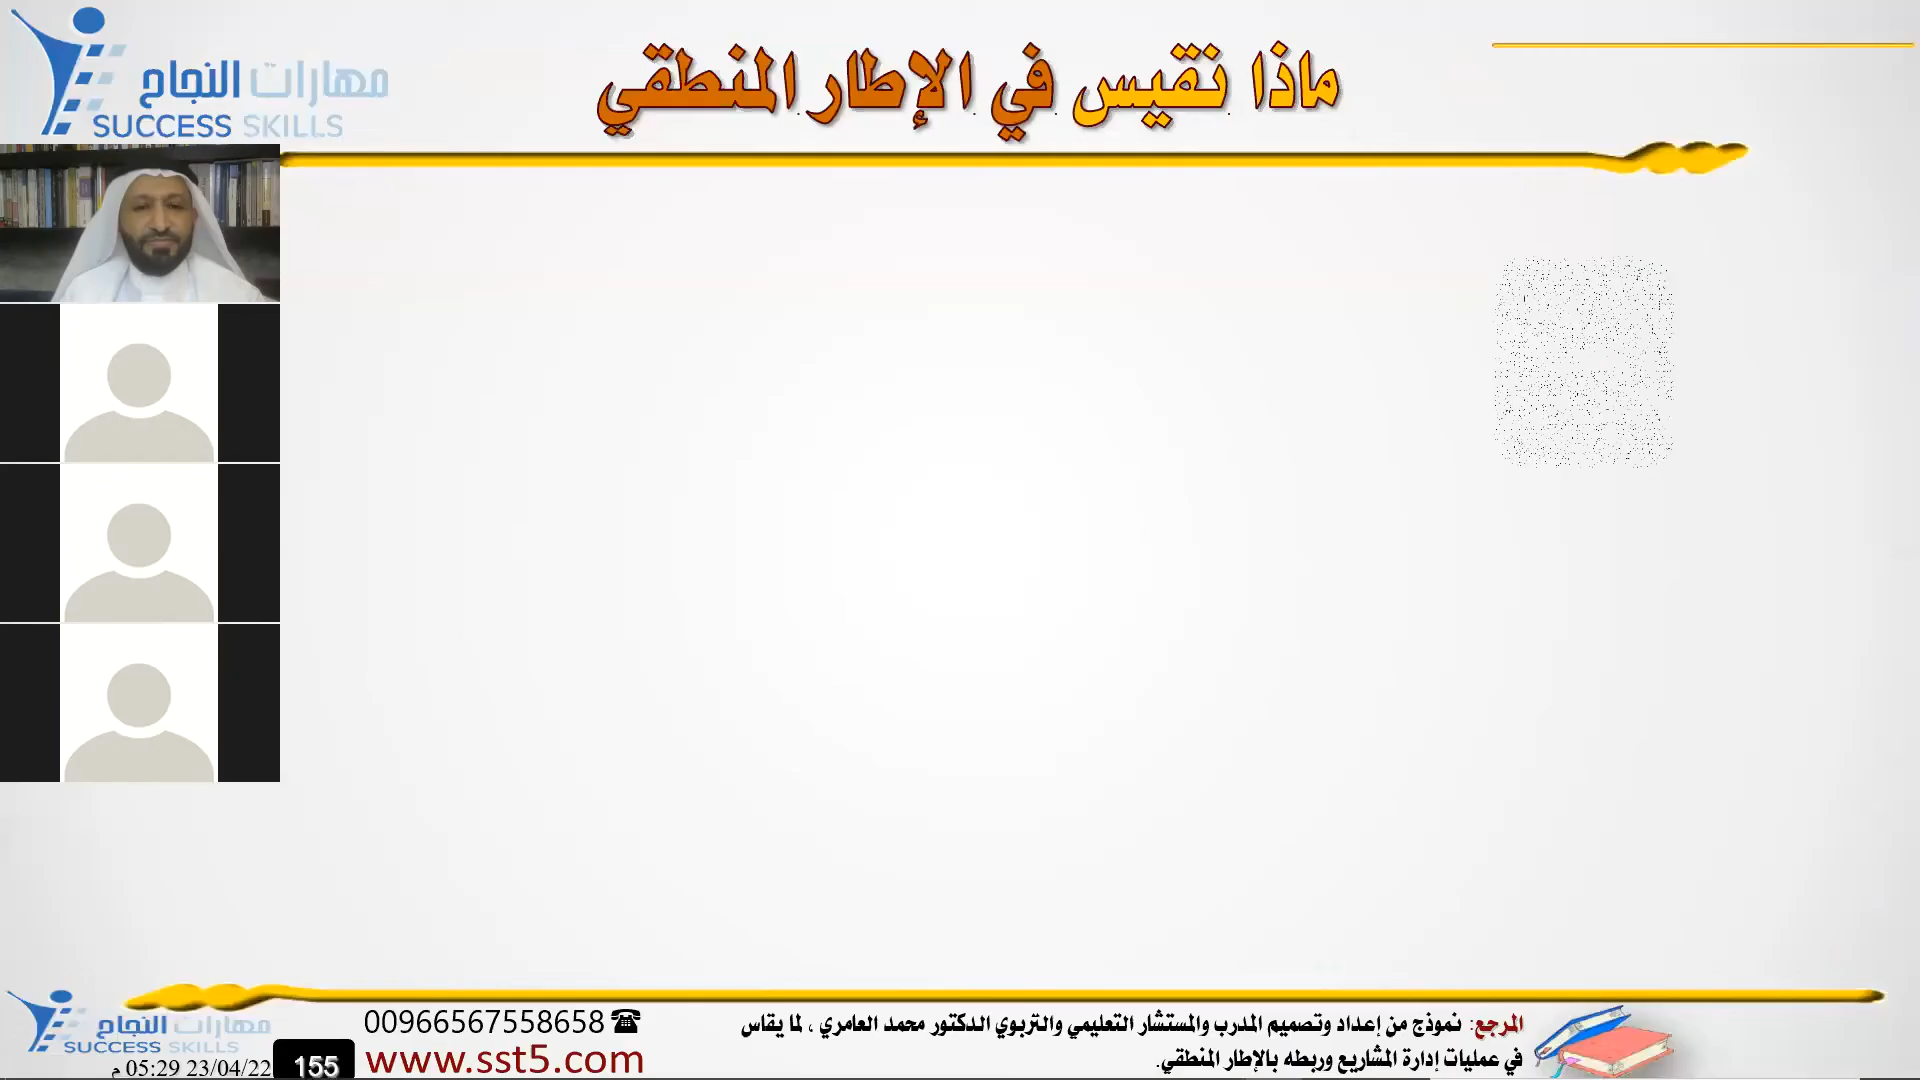 مهارات النجاح
SUCCESS SKILLS
ماذا نقيس في الإطار المنطقي
المرجع: نموذج من إعداد وتصميم المدرب والمستشار التعليمي والتربوي الدكتور محمد العامري ، لما يقاس
في عمليات إدارة المشاريع وربطه بالإطار المنطقي.
00966567558658
www.sst5.com
155
مهارات النجاح
SUCCESS SKILLS
23/04/22 05:29 م